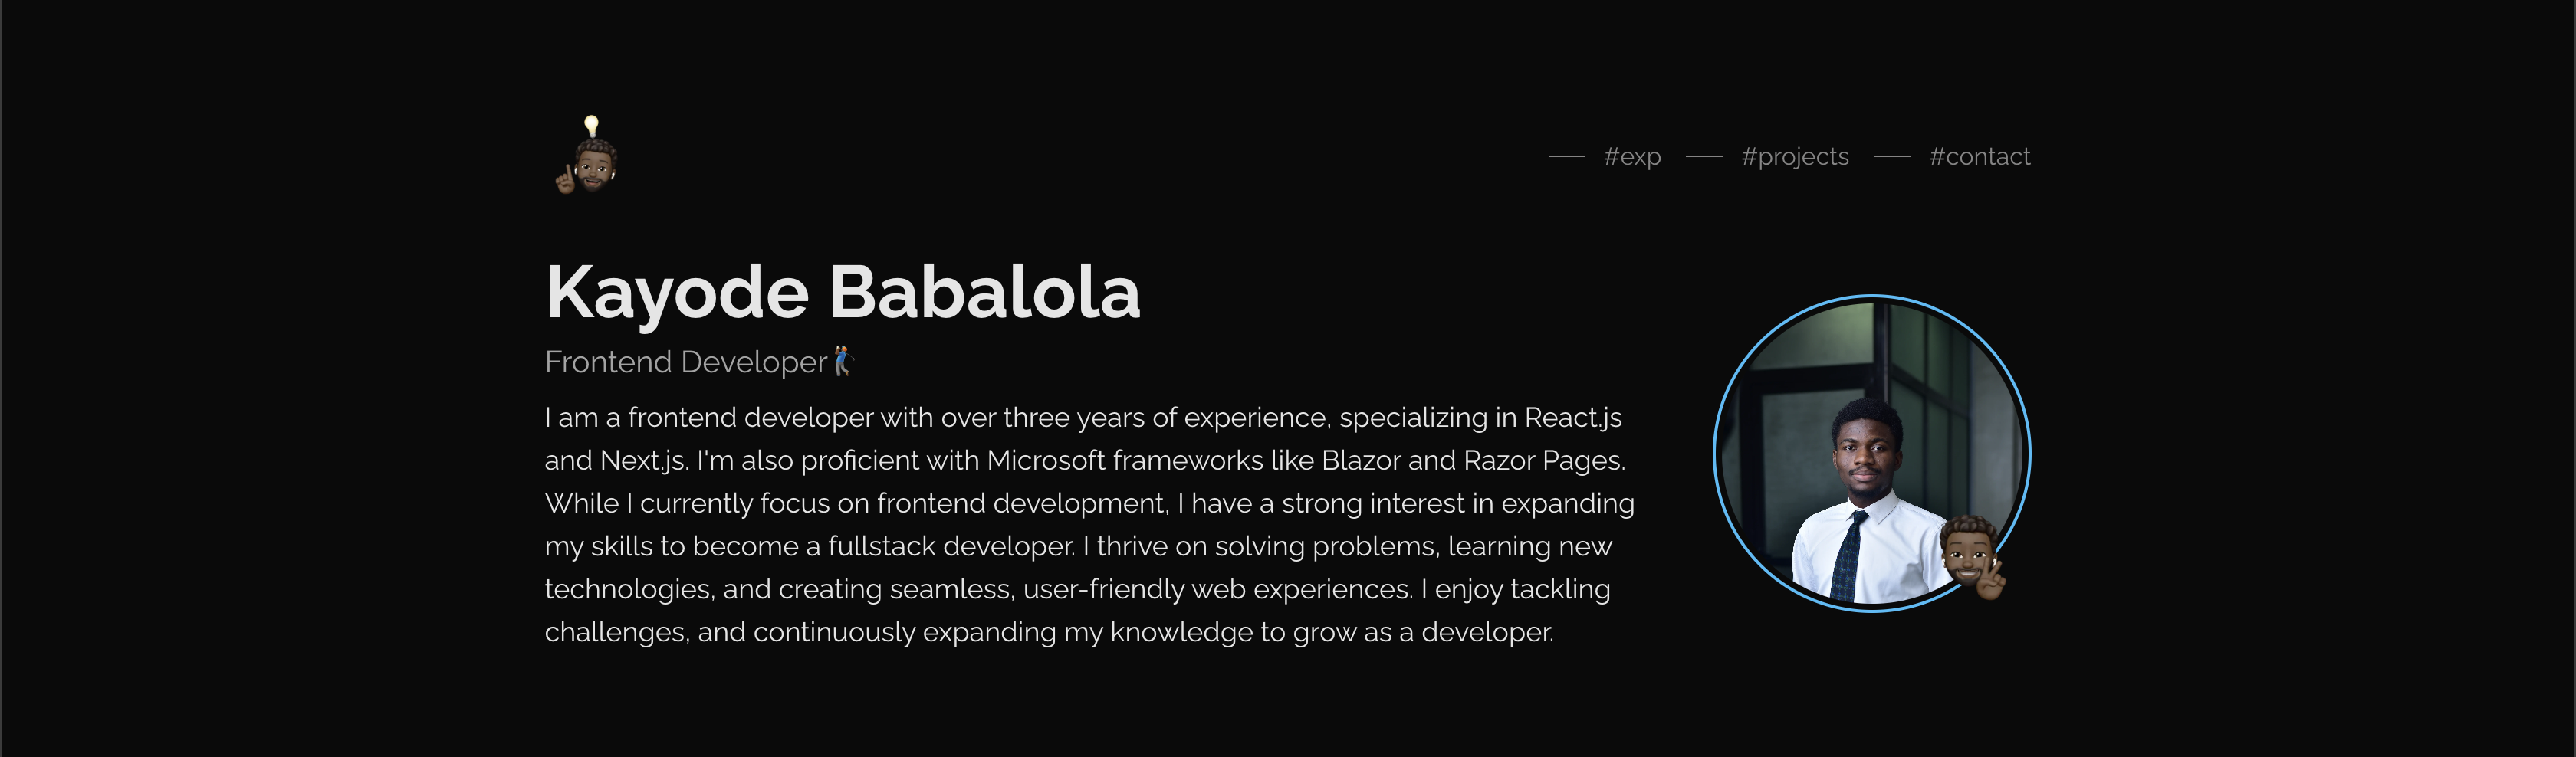 #exp #projects #contact
Kayode Babalola
Frontend Developer
I am a frontend developer with over three years of experience, specializing in React.js
and Next.js. I'm also proficient with Microsoft frameworks like Blazor and Razor Pages.
While I currently focus on frontend development, I have a strong interest in expanding
my skills to become a fullstack developer. I thrive on solving problems, learning new
technologies, and creating seamless, user-friendly web experiences. I enjoy tackling
challenges, and continuously expanding my knowledge to grow as a developer.